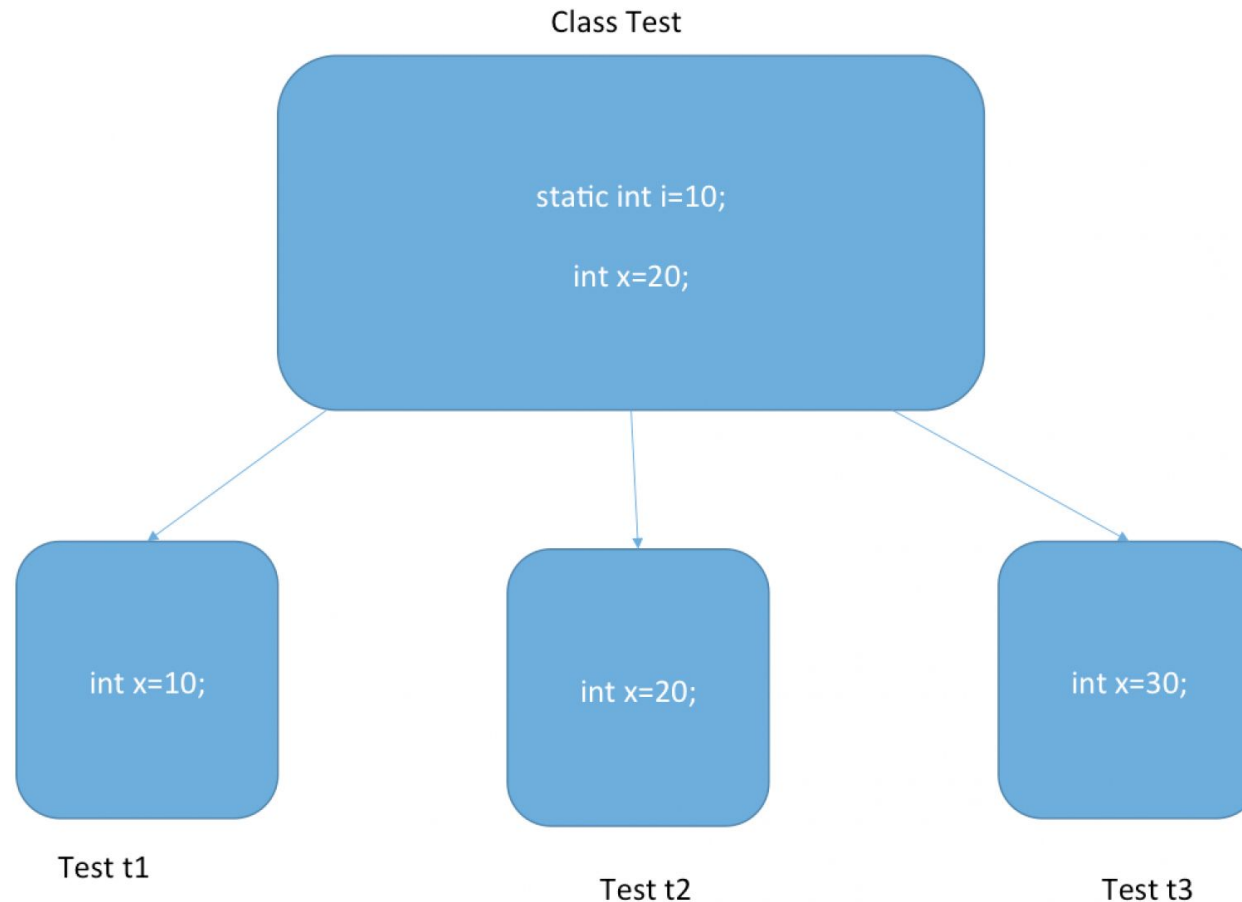 Class Test
static int i=10;
int x=20;
int x=10;
int x=20;
int x=30;
Test t1
Test t2
Test t3